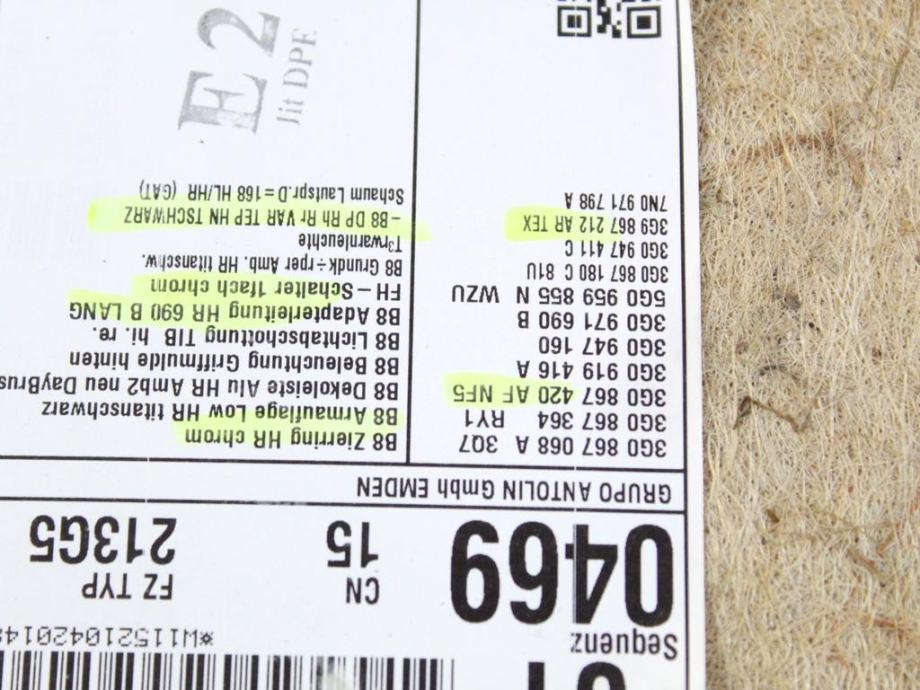 Sequenz
0469
CN
15
FZ TYP
213G5
GRUPO ANTOLIN Gmbh EMDEN
3G0 867 068 A 3Q7 B8 Zierring HR chrom
3G0 867 364 RY1 B8 Armauflage Low HR titanschwarz
3G0 867 420 AF NF5 B8 Dekoleiste Alu HR Amb2 neu DayBrus
3G0 919 416 A B8 Beleuchtung Griffmulde hinten
3G0 947 160 B8 Lichtabschottung TIB hi. re.
3G0 971 690 B B8 Adapterleitung HR 690 B LANG
5G0 959 855 N WZU FH-Schalter 1fach chrom
3G0 867 180 C 81U B8 Grundk÷rper Amb. HR titanschw.
3G0 947 411 C T³rwarnleuchte
3G9 867 212 AR TEX -B8 DP Rh Rr VAR TEP HN TSCHWARZ
7N0 971 798 A Schaum Lautspr.D=168 HL/HR (GAT)
E2
Jit DPE